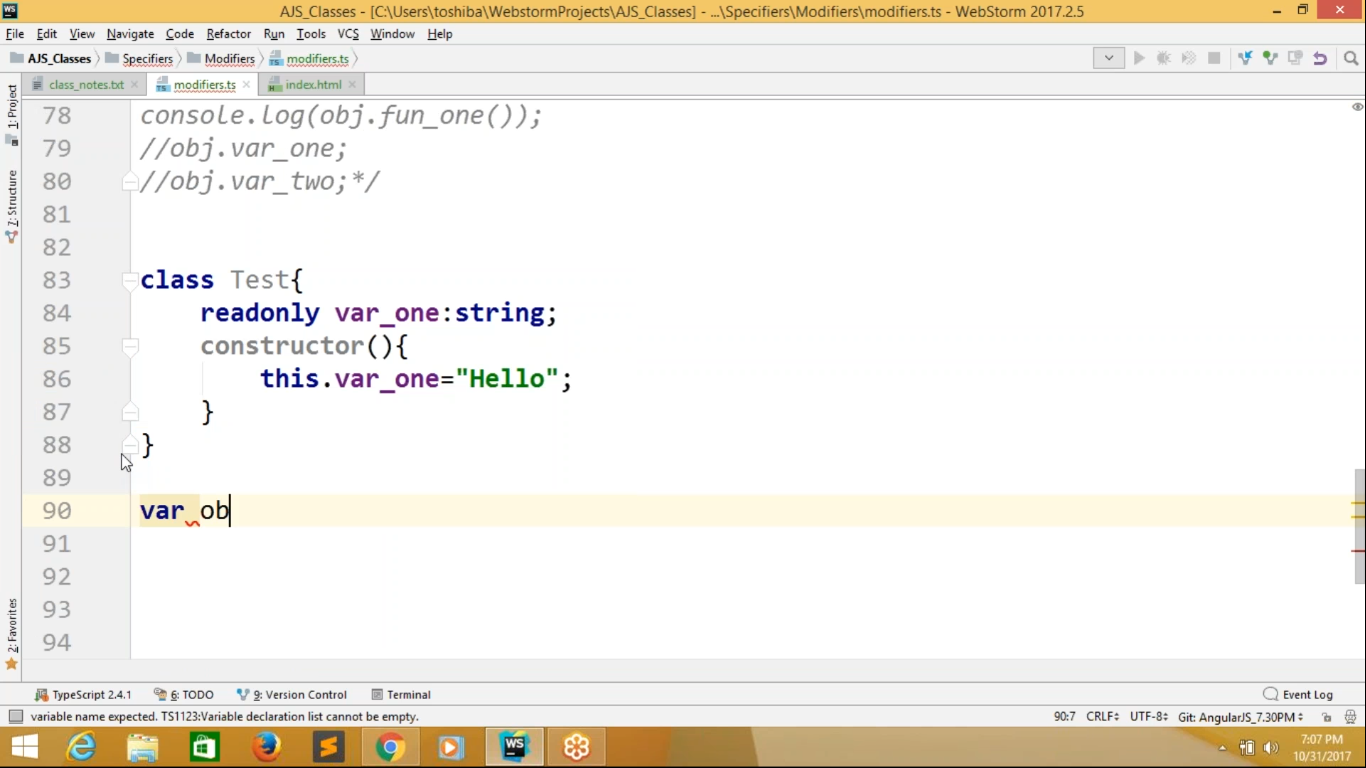 WS AJS_Classes - [C:\Users\toshiba\WebstormProjects\AJS_Classes] - ...\Specifiers\Modifiers\modifiers.ts - WebStorm 2017.2.5
File Edit View Navigate Code Refactor Run Tools VCS Window Help
AJS_Classes Specifiers Modifiers modifiers.ts
class_notes.txt modifiers.ts index.html
1: Project
7: Structure
2: Favorites
78 console.log(obj.fun_one());
79 //obj.var_one;
80 //obj.var_two;*/
81
82
83 class Test{
84 readonly var_one:string;
85 constructor(){
86 this.var_one="Hello";
87 }
88 }
89
90 var ob
91
92
93
94
TypeScript 2.4.1 6: TODO 9: Version Control Terminal Event Log
variable name expected. TS1123:Variable declaration list cannot be empty. 90:7 CRLF UTF-8 Git: AngularJS_7.30PM
WS 7:07 PM
10/31/2017